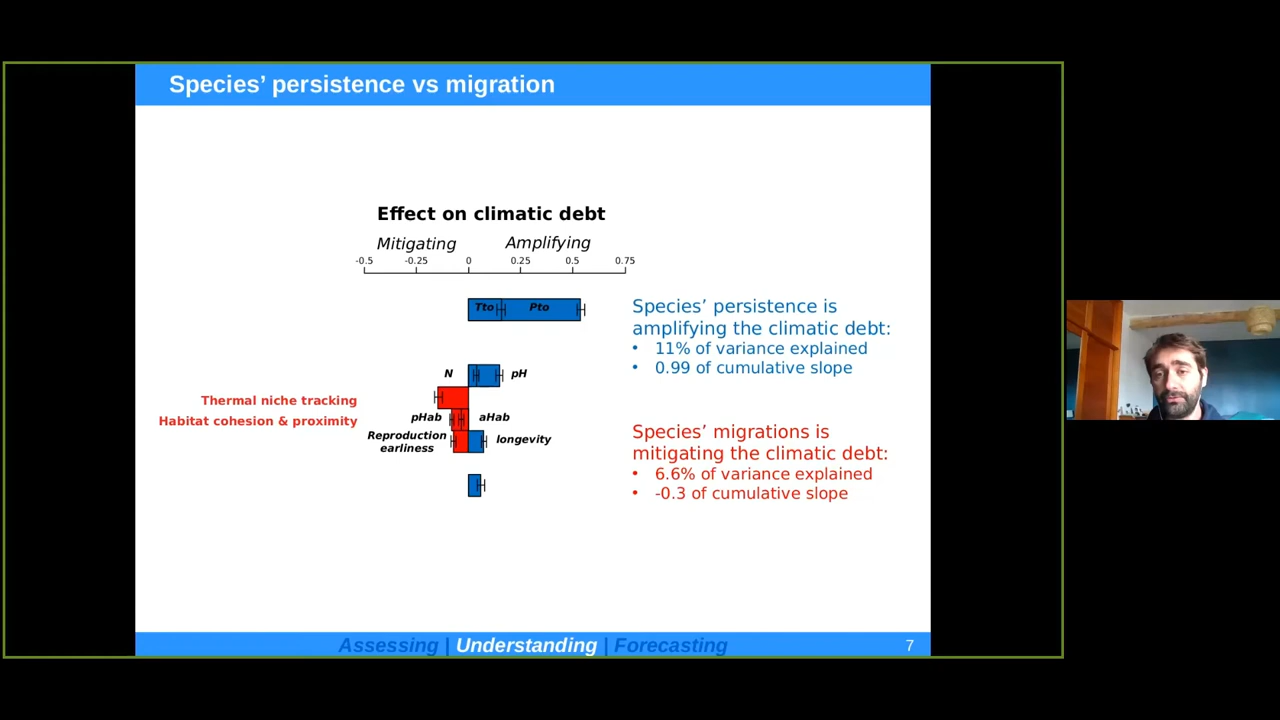 Species’ persistence vs migration
Effect on climatic debt
Mitigating Amplifying
-0.5 -0.25 0 0.25 0.5 0.75
Tto Pto
Species’ persistence is
amplifying the climatic debt:
• 11% of variance explained
• 0.99 of cumulative slope
N pH
Thermal niche tracking
Habitat cohesion & proximity
pHab aHab
Reproduction
earliness
longevity
Species’ migrations is
mitigating the climatic debt:
• 6.6% of variance explained
• -0.3 of cumulative slope
Assessing | Understanding | Forecasting
7